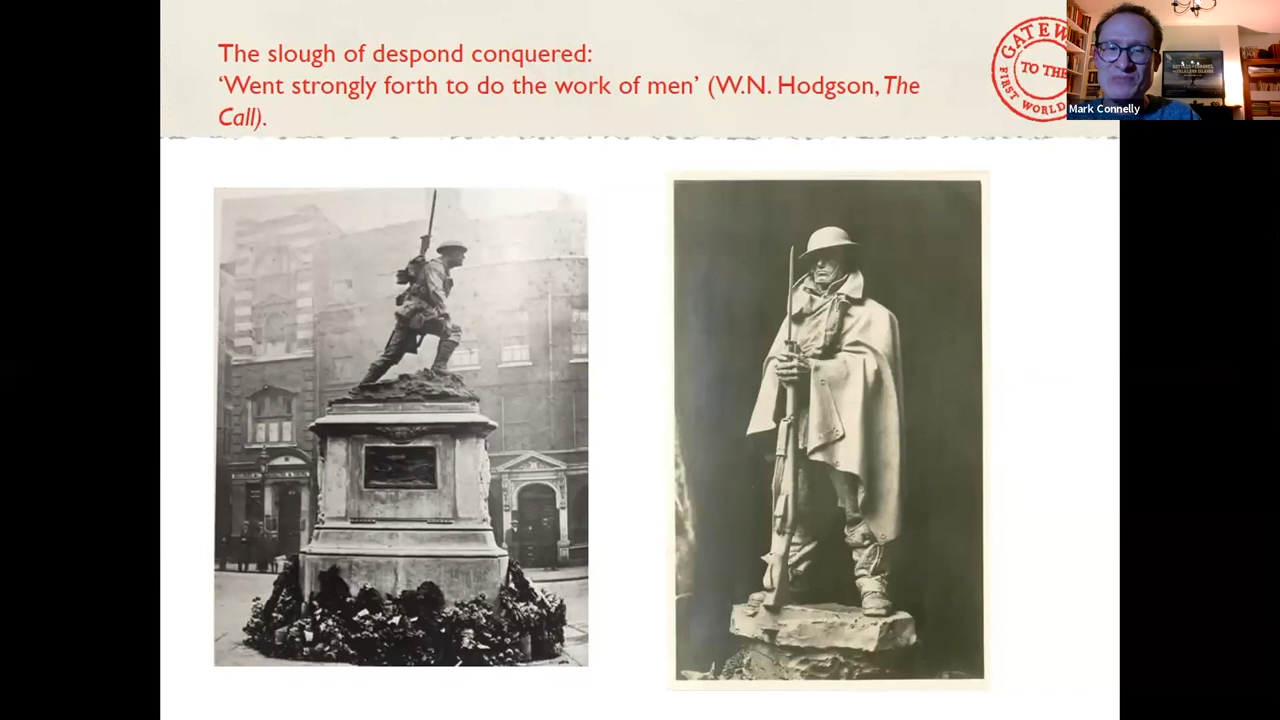 The slough of despond conquered:
‘Went strongly forth to do the work of men’ (W.N. Hodgson, The
Call).
TO THE
FIRST WORLD
Mark Connelly